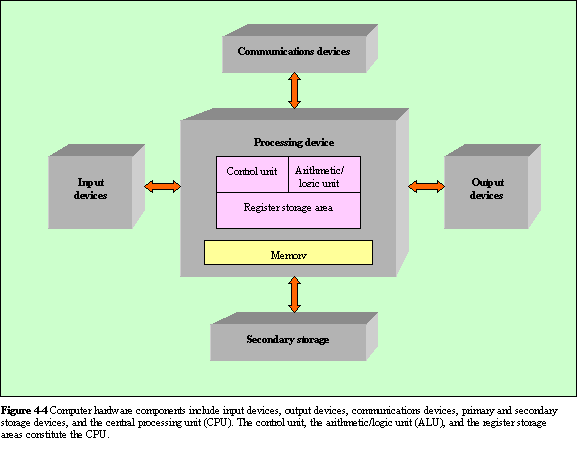 Communications devices
Processing device
Control unit
Arithmetic/
logic unit
Register storage area
Memory
Input
devices
Output
devices
Secondary storage
Figure 4-4 Computer hardware components include input devices, output devices, communications devices, primary and secondary
storage devices, and the central processing unit (CPU). The control unit, the arithmetic/logic unit (ALU), and the register storage
areas constitute the CPU.